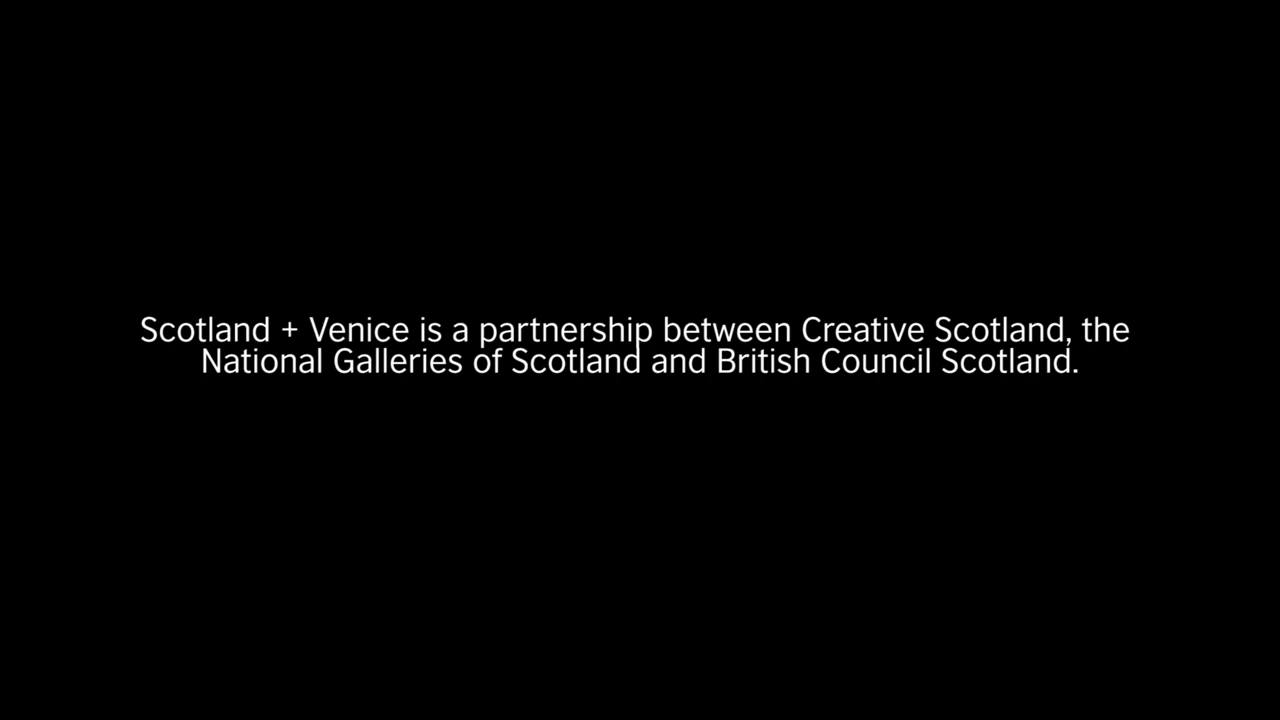 Scotland + Venice is a partnership between Creative Scotland, the
National Galleries of Scotland and British Council Scotland.